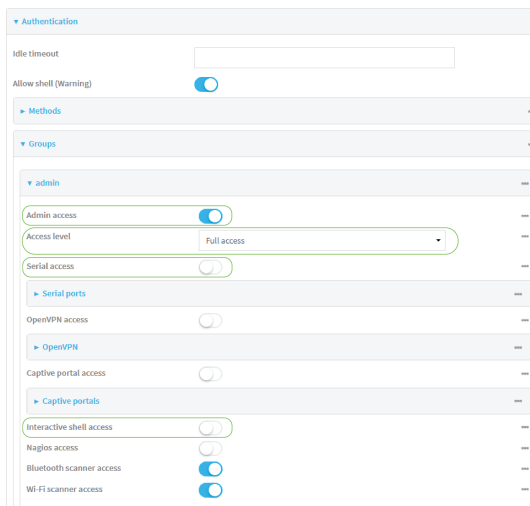 Authentication
Idle timeout
Allow shell (Warning)
Methods
Groups
admin
Admin access
Access level Full access
Serial access
Serial ports
OpenVPN access
OpenVPN
Captive portal access
Captive portals
Interactive shell access
Nagios access
Bluetooth scanner access
Wi-Fi scanner access